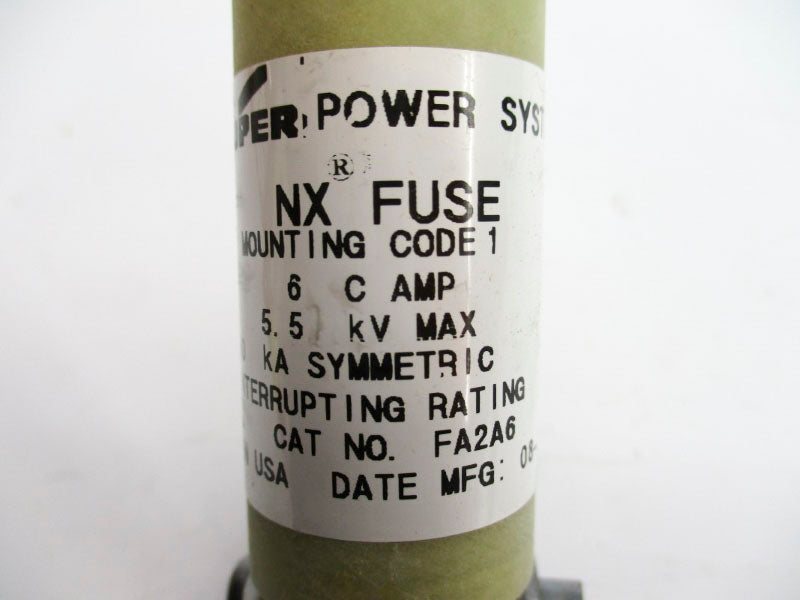 PER POWER SYST
®
NX FUSE
MOUNTING CODE 1
6 C AMP
5.5 kV MAX
kA SYMMETRIC
TERRUPTING RATING
CAT NO. FA2A6
USA DATE MFG: 08-